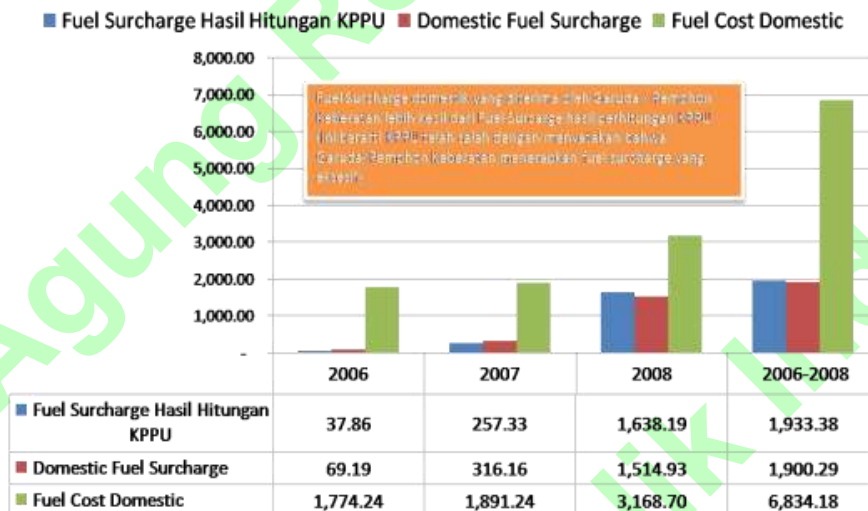 Fuel Surcharge Hasil Hitungan KPPU Domestic Fuel Surcharge Fuel Cost Domestic
8,000.00
7,000.00
6,000.00
5,000.00
4,000.00
3,000.00
2,000.00
1,000.00
-
Fuel Surcharge domestik yang diterima oleh Garuda - Pemohon
Keberatan lebih kecil dari Fuel Surcarge hasil perhitungan KPPU
(ini berarti KPPU telah salah dengan menyatakan bahwa
Garuda/Pemohon Keberatan menerapkan fuel surcharge yang
eksesif)
2006 2007 2008 2006-2008
Fuel Surcharge Hasil Hitungan
KPPU
37.86 257.33 1,638.19 1,933.38
Domestic Fuel Surcharge 69.19 316.16 1,514.93 1,900.29
Fuel Cost Domestic 1,774.24 1,891.24 3,168.70 6,834.18
Agung
lik